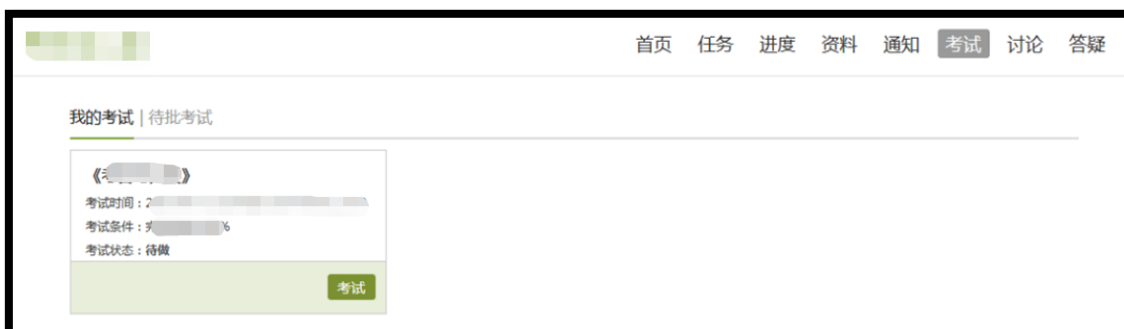 首页 任务 进度 资料 通知 考试 讨论 答疑
我的考试 | 待批考试
《 》
考试时间：2
考试条件： %
考试状态：待做
考试